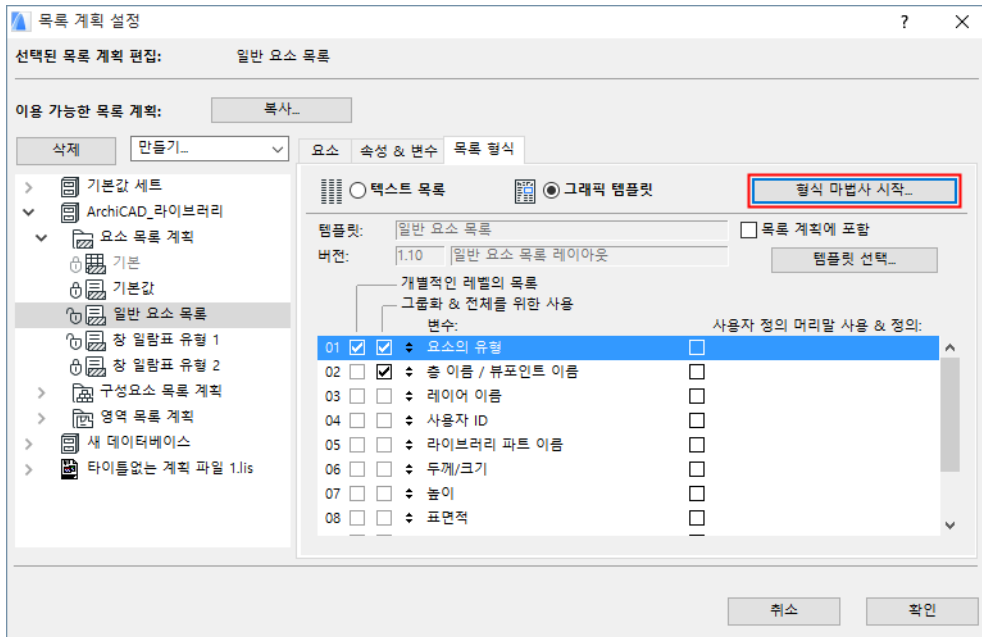 목록 계획 설정
?
선택된 목록 계획 편집: 일반 요소 목록
이용 가능한 목록 계획: 복사...
삭제 만들기...
기본값 세트
ArchiCAD_라이브러리
요소 목록 계획
기본
기본값
일반 요소 목록
창 일람표 유형 1
창 일람표 유형 2
구성요소 목록 계획
영역 목록 계획
새 데이터베이스
타이틀없는 계획 파일 1.lis
요소 속성 & 변수 목록 형식
텍스트 목록 그래픽 템플릿 형식 마법사 시작...
템플릿: 일반 요소 목록 목록 계획에 포함
버전: 1.10 일반 요소 목록 레이아웃 템플릿 선택...
개별적인 레벨의 목록
그룹화 & 전체를 위한 사용
변수: 사용자 정의 머리말 사용 & 정의:
01 요소의 유형
02 층 이름 / 뷰포인트 이름
03 레이어 이름
04 사용자 ID
05 라이브러리 파트 이름
06 두께/크기
07 높이
08 표면적
취소 확인